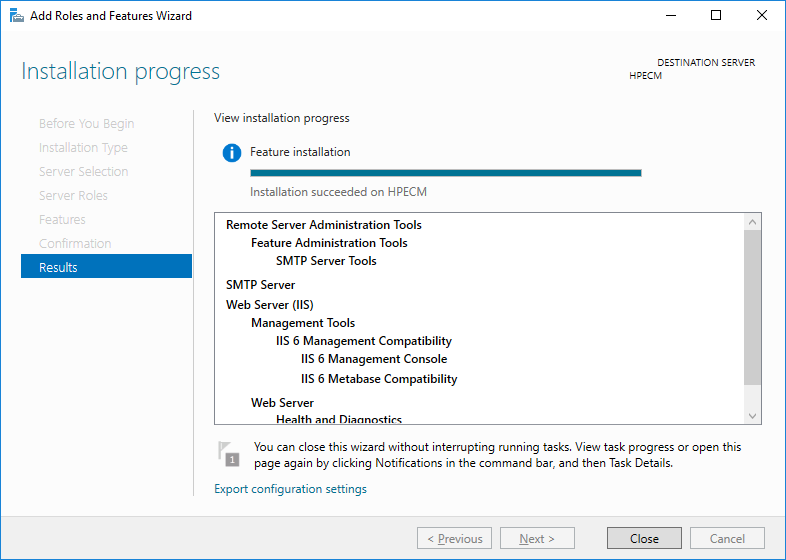 Add Roles and Features Wizard
Installation progress
DESTINATION SERVER
HPECM
Before You Begin
Installation Type
Server Selection
Server Roles
Features
Confirmation
Results
View installation progress
Feature installation
Installation succeeded on HPECM
Remote Server Administration Tools
Feature Administration Tools
SMTP Server Tools
SMTP Server
Web Server (IIS)
Management Tools
IIS 6 Management Compatibility
IIS 6 Management Console
IIS 6 Metabase Compatibility
Web Server
Health and Diagnostics
1
You can close this wizard without interrupting running tasks. View task progress or open this
page again by clicking Notifications in the command bar, and then Task Details.
Export configuration settings
< Previous
Next >
Close
Cancel